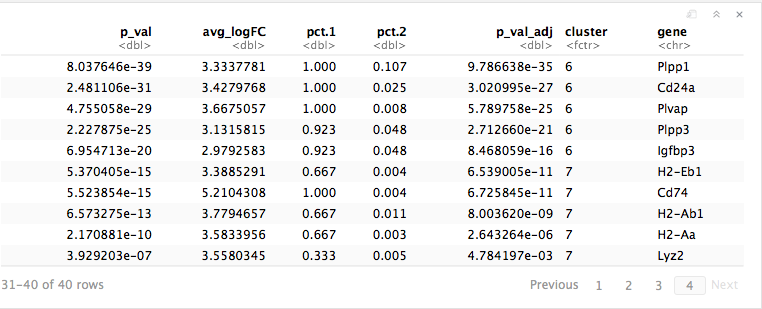 p_val avg_logFC pct.1 pct.2 p_val_adj cluster gene
<dbl> <dbl> <dbl> <dbl> <dbl> <fctr> <chr>
8.037646e-39 3.3337781 1.000 0.107 9.786638e-35 6 Plpp1
2.481106e-31 3.4279768 1.000 0.025 3.020995e-27 6 Cd24a
4.755058e-29 3.6675057 1.000 0.008 5.789758e-25 6 Plvap
2.227875e-25 3.1315815 0.923 0.048 2.712660e-21 6 Plpp3
6.954713e-20 2.9792583 0.923 0.048 8.468059e-16 6 Igfbp3
5.370405e-15 3.3885291 0.667 0.004 6.539005e-11 7 H2-Eb1
5.523854e-15 5.2104308 1.000 0.004 6.725845e-11 7 Cd74
6.573275e-13 3.7794657 0.667 0.011 8.003620e-09 7 H2-Ab1
2.170881e-10 3.5833956 0.667 0.003 2.643264e-06 7 H2-Aa
3.929203e-07 3.5580345 0.333 0.005 4.784197e-03 7 Lyz2
31-40 of 40 rows Previous 1 2 3 4 Next